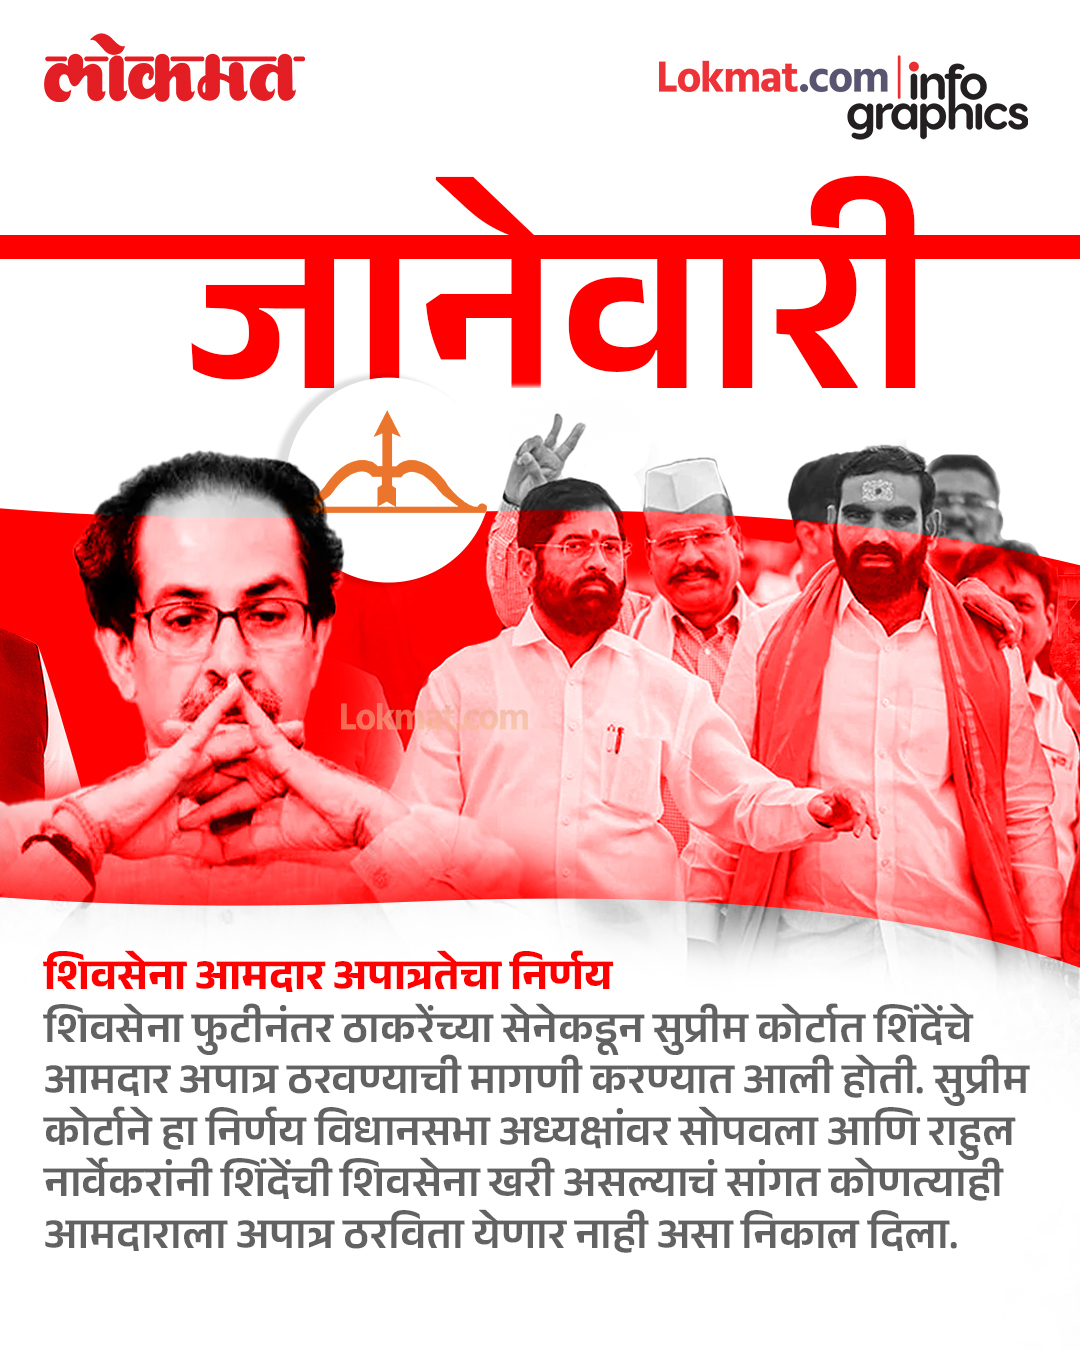 लोकमत
Lokmat.com | info
graphics
जानेवारी
Lokmat.com
शिवसेना आमदार अपात्रतेचा निर्णय
शिवसेना फुटीनंतर ठाकरेंच्या सेनेकडून सुप्रीम कोर्टात शिंदेंचे
आमदार अपात्र ठरवण्याची मागणी करण्यात आली होती. सुप्रीम
कोर्टाने हा निर्णय विधानसभा अध्यक्षांवर सोपवला आणि राहुल
नार्वेकरांनी शिंदेंची शिवसेना खरी असल्याचं सांगत कोणत्याही
आमदाराला अपात्र ठरविता येणार नाही असा निकाल दिला.